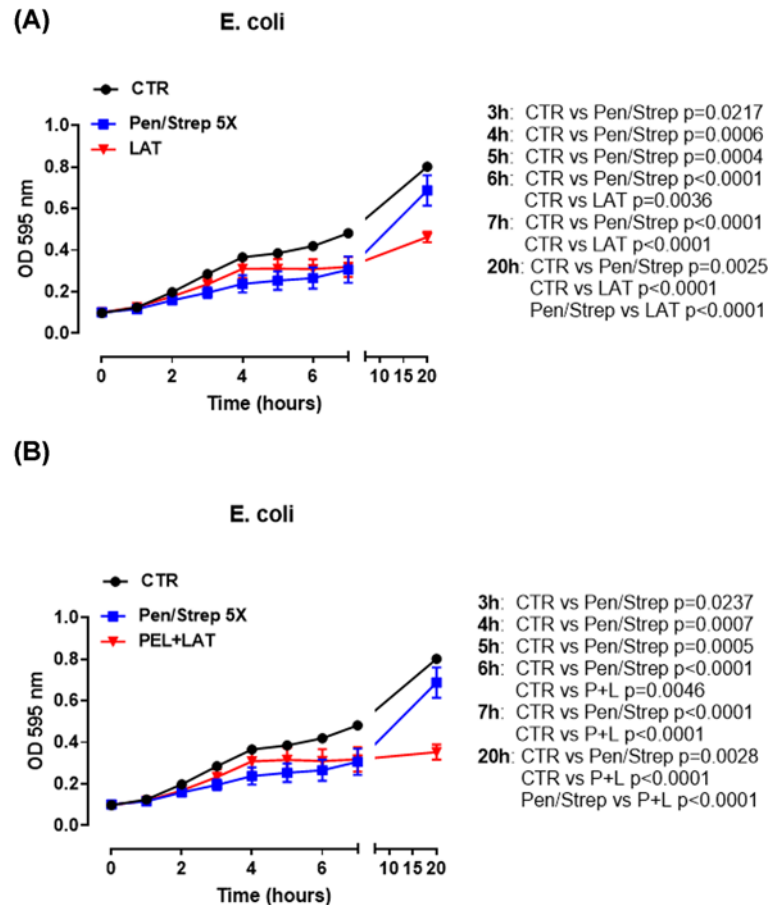 (A)
E. coli
CTR
Pen/Strep 5X
LAT
1.0
0.8
0.6
0.4
0.2
0.0
OD 595 nm
0 2 4 6 10 15 20
Time (hours)
3h: CTR vs Pen/Strep p=0.0217
4h: CTR vs Pen/Strep p=0.0006
5h: CTR vs Pen/Strep p=0.0004
6h: CTR vs Pen/Strep p<0.0001
CTR vs LAT p=0.0036
7h: CTR vs Pen/Strep p<0.0001
CTR vs LAT p<0.0001
20h: CTR vs Pen/Strep p=0.0025
CTR vs LAT p<0.0001
Pen/Strep vs LAT p<0.0001
(B)
E. coli
CTR
Pen/Strep 5X
PEL+LAT
1.0
0.8
0.6
0.4
0.2
0.0
OD 595 nm
0 2 4 6 10 15 20
Time (hours)
3h: CTR vs Pen/Strep p=0.0237
4h: CTR vs Pen/Strep p=0.0007
5h: CTR vs Pen/Strep p=0.0005
6h: CTR vs Pen/Strep p<0.0001
CTR vs P+L p=0.0046
7h: CTR vs Pen/Strep p<0.0001
CTR vs P+L p<0.0001
20h: CTR vs Pen/Strep p=0.0028
CTR vs P+L p<0.0001
Pen/Strep vs P+L p<0.0001